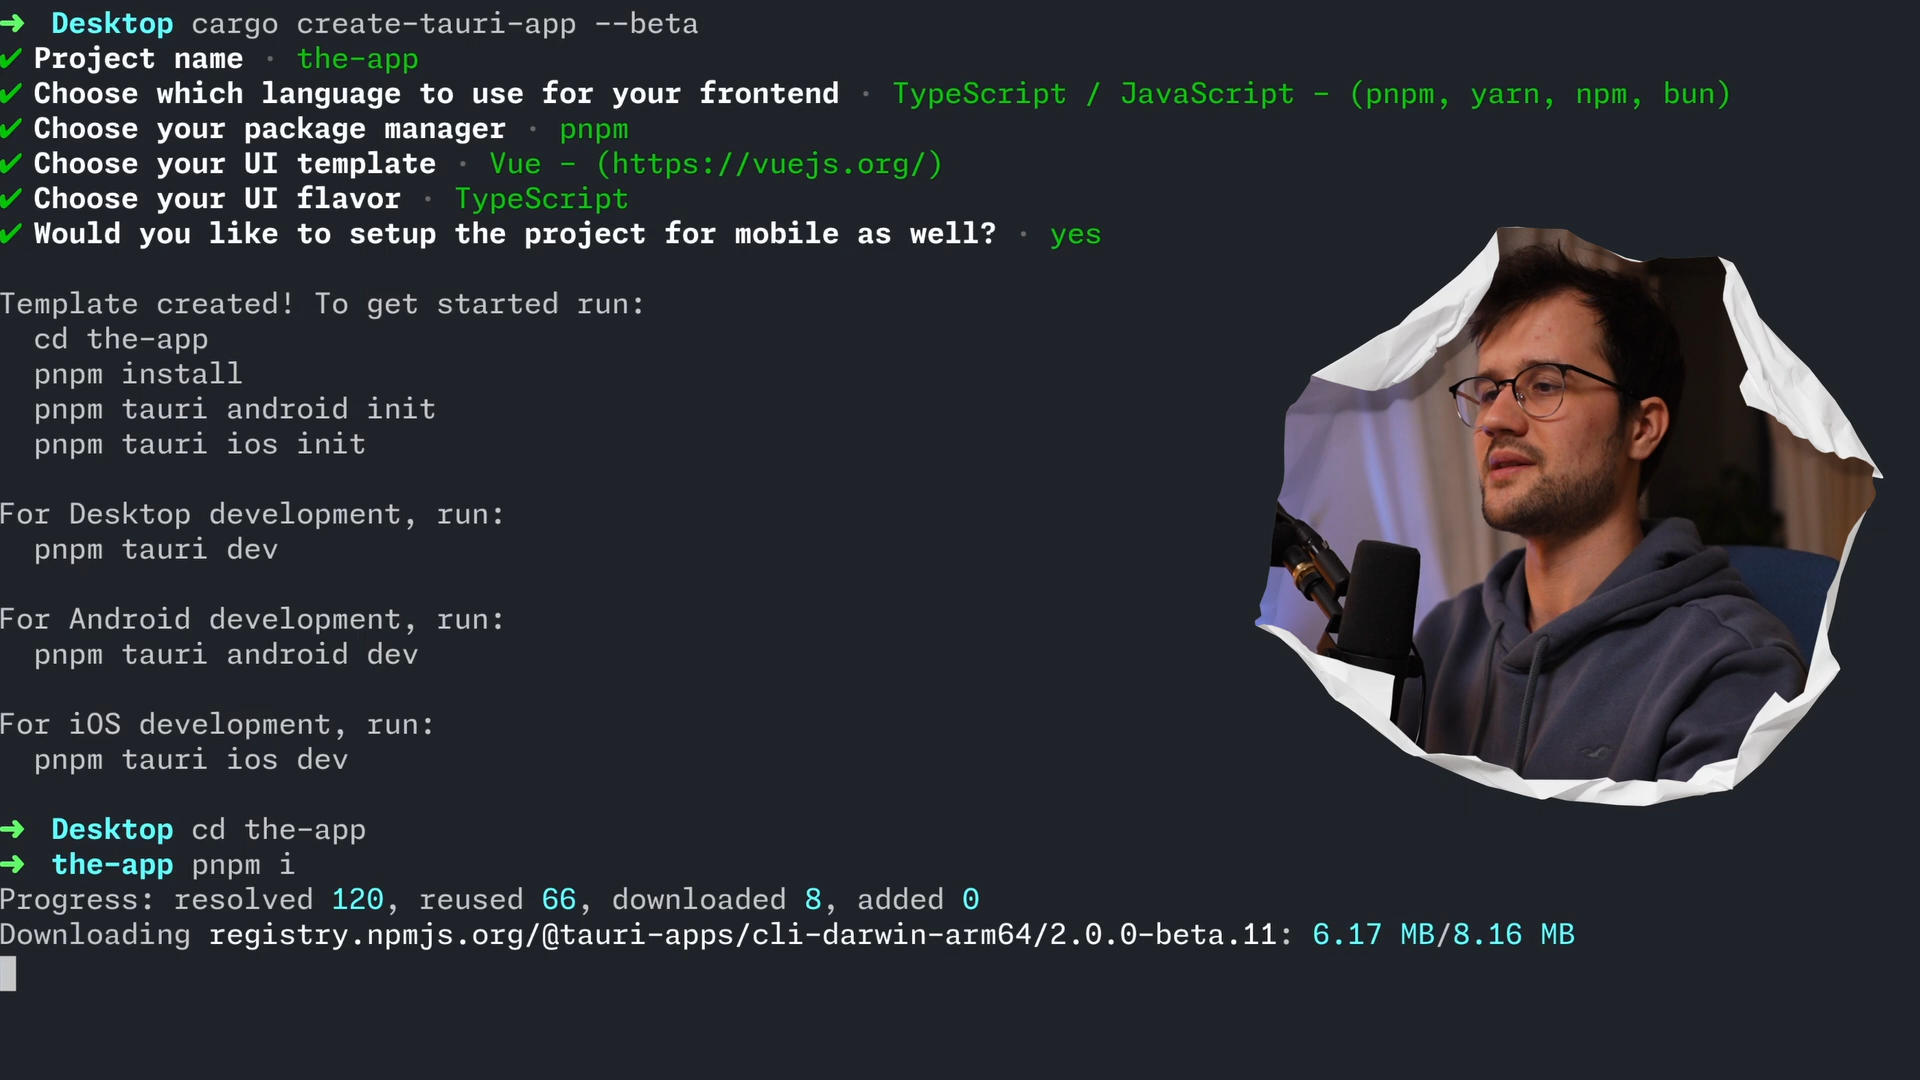 ➜ Desktop cargo create-tauri-app --beta
✔ Project name · the-app
✔ Choose which language to use for your frontend · TypeScript / JavaScript - (pnpm, yarn, npm, bun)
✔ Choose your package manager · pnpm
✔ Choose your UI template · Vue - (https://vuejs.org/)
✔ Choose your UI flavor · TypeScript
✔ Would you like to setup the project for mobile as well? · yes
Template created! To get started run:
cd the-app
pnpm install
pnpm tauri android init
pnpm tauri ios init
For Desktop development, run:
pnpm tauri dev
For Android development, run:
pnpm tauri android dev
For iOS development, run:
pnpm tauri ios dev
➜ Desktop cd the-app
➜ the-app pnpm i
Progress: resolved 120, reused 66, downloaded 8, added 0
Downloading registry.npmjs.org/@tauri-apps/cli-darwin-arm64/2.0.0-beta.11: 6.17 MB/8.16 MB